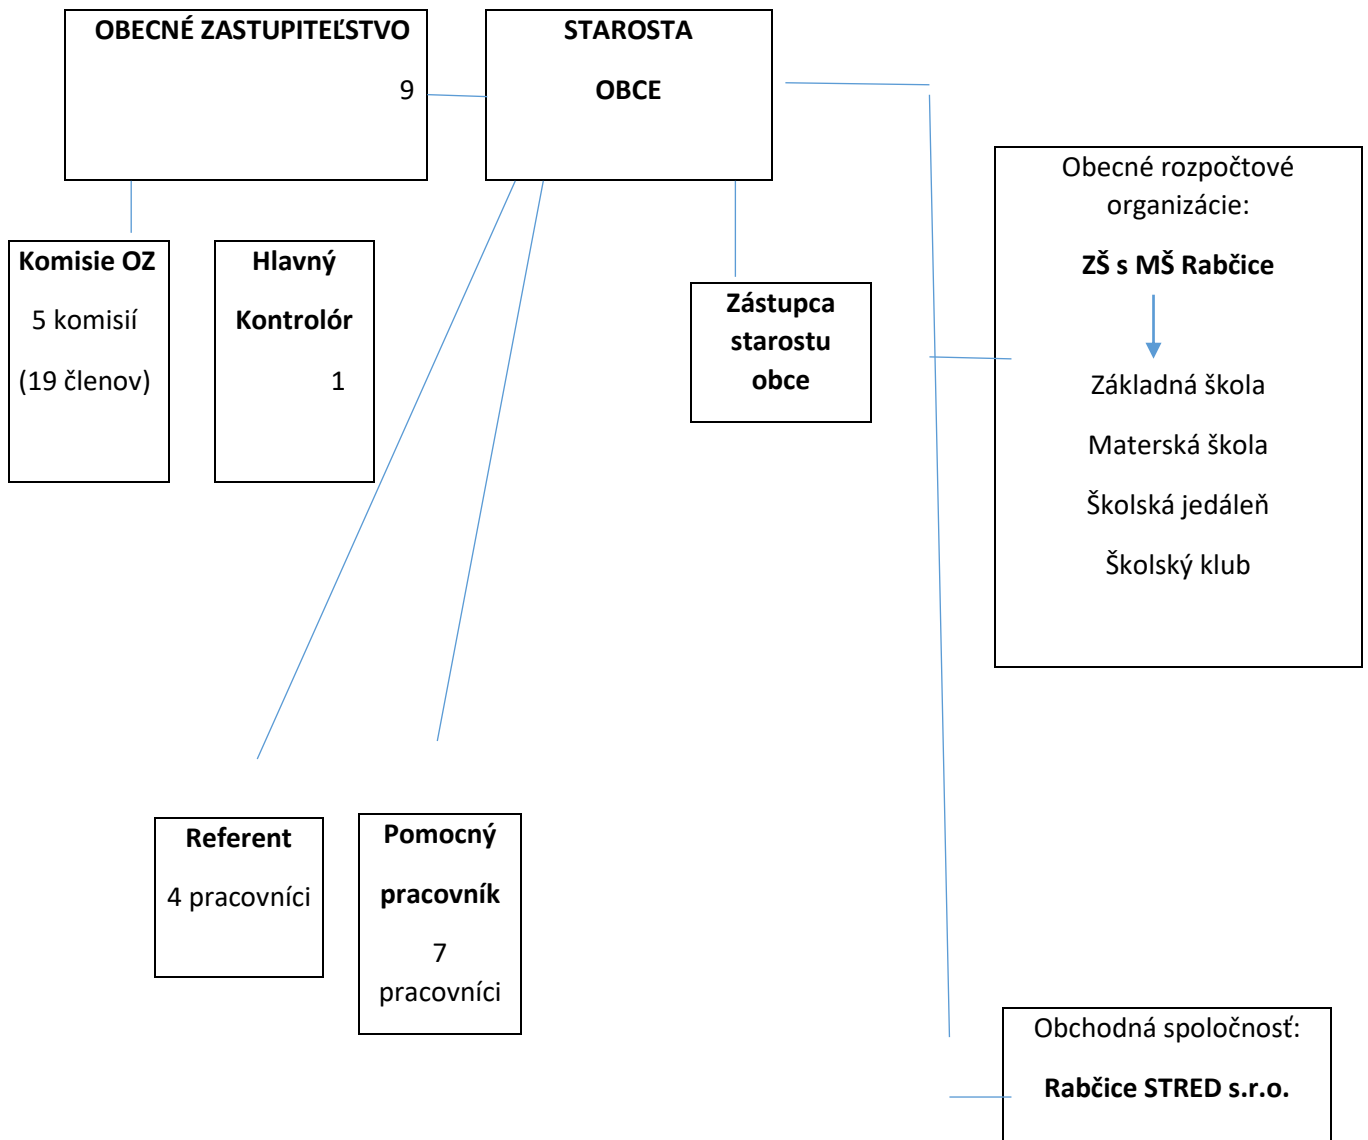 OBECNÉ ZASTUPITEĽSTVO
9
STAROSTA
OBCE
Komisie OZ
5 komisií
(19 členov)
Hlavný
Kontrolór
1
Zástupca
starostu
obce
Obecné rozpočtové
organizácie:
ZŠ s MŠ Rabčice
Základná škola
Materská škola
Školská jedáleň
Školský klub
Referent
4 pracovníci
Pomocný
pracovník
7
pracovníci
Obchodná spoločnosť:
Rabčice STRED s.r.o.